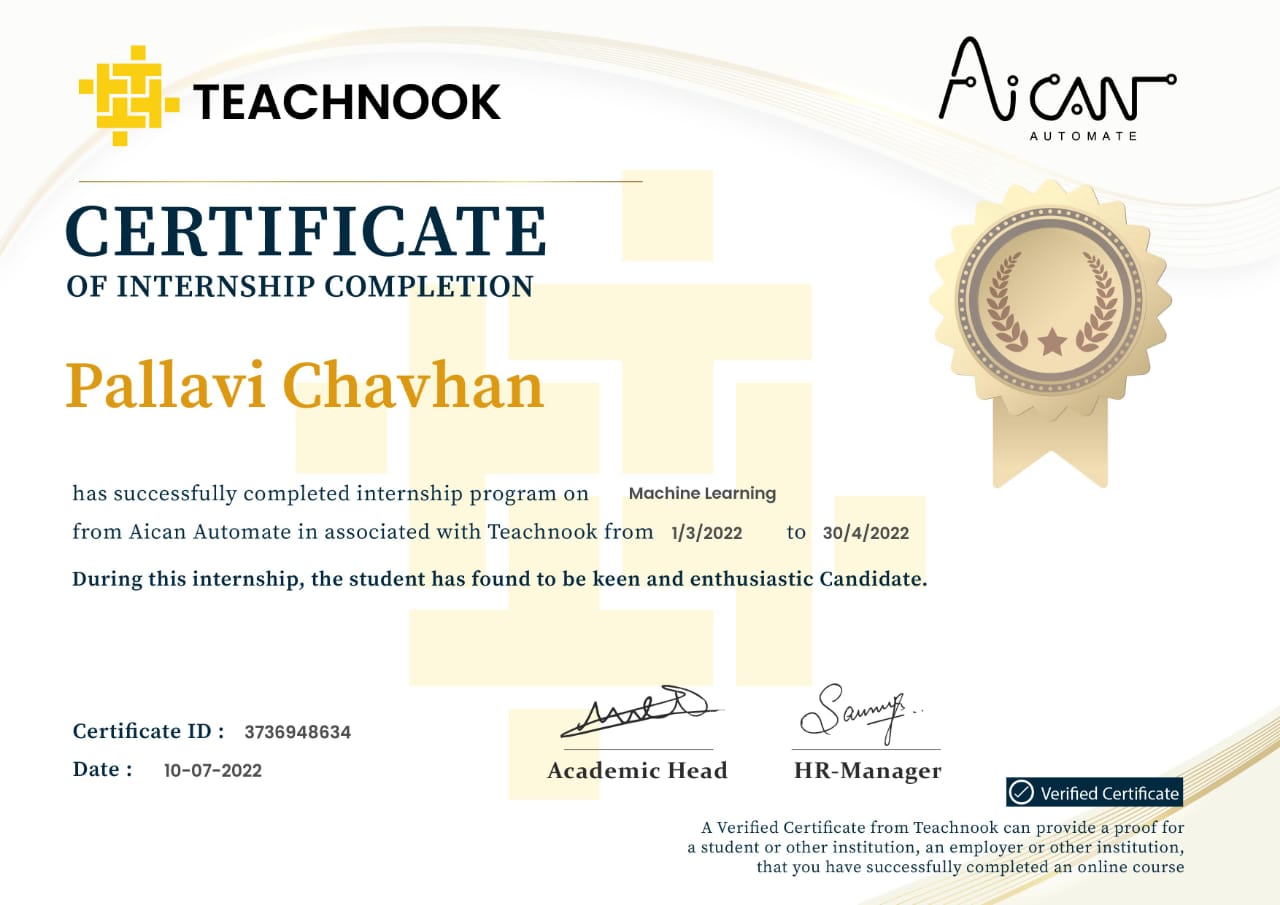 TEACHNOOK
AiCAN
AUTOMATE
CERTIFICATE
OF INTERNSHIP COMPLETION
Pallavi Chavhan
has successfully completed internship program on Machine Learning
from Aican Automate in associated with Teachnook from 1/3/2022 to 30/4/2022
During this internship, the student has found to be keen and enthusiastic Candidate.
Certificate ID : 3736948634
Date : 10-07-2022
Academic Head
HR-Manager
Verified Certificate
A Verified Certificate from Teachnook can provide a proof for
a student or other institution, an employer or other institution,
that you have successfully completed an online course